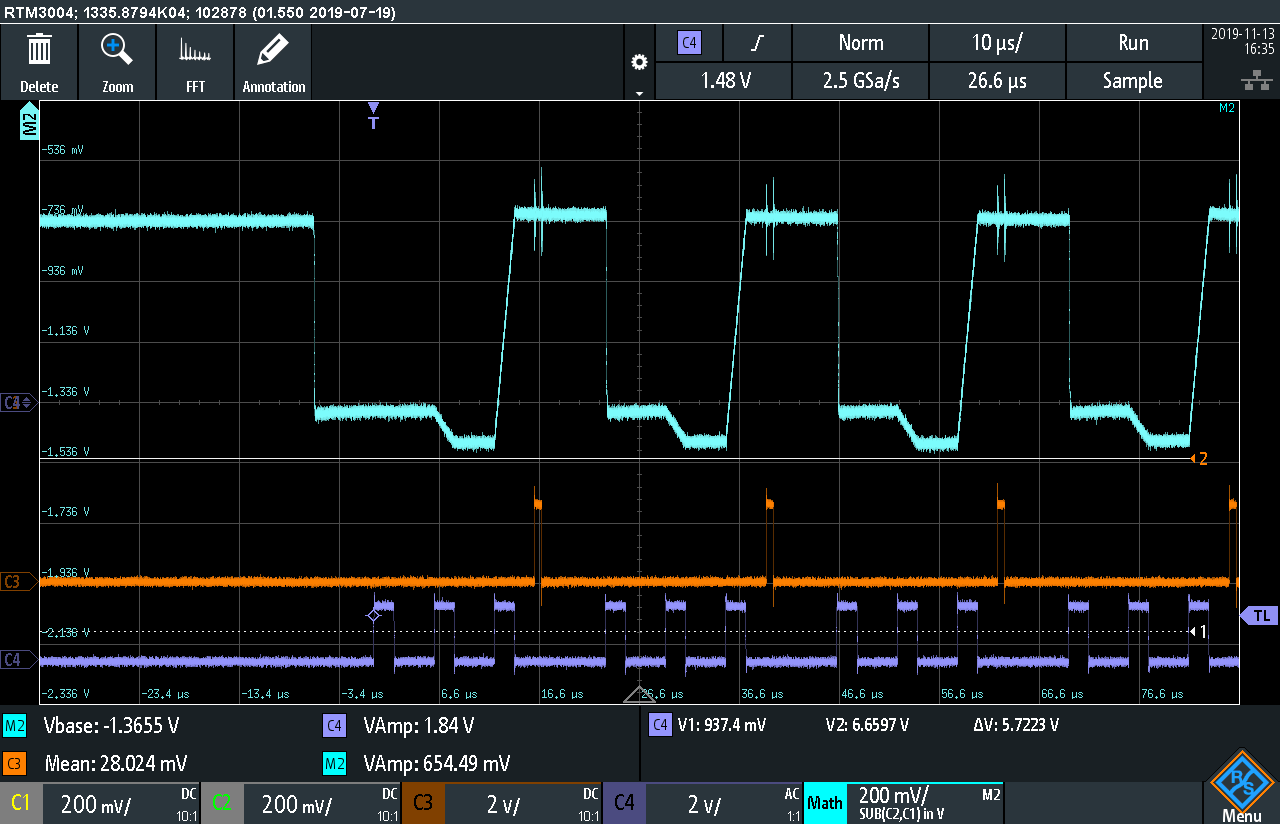 RTM3004; 1335.8794K04; 102878 (01.550 2019-07-19)
Delete Zoom FFT Annotation
C4 Norm 10 µs/ Run
1.48 V 2.5 GSa/s 26.6 µs Sample
2019-11-13
16:35
M2 T M2
-536 mV
-736 mV
-936 mV
-1,136 V
-1,336 V
-1,536 V
2
-1,736 V
C3 -1,936 V
TL
-2,136 V 1
C4
-2,336 V -23,4 µs -13,4 µs -3,4 µs 6,6 µs 16,6 µs 26,6 µs 36,6 µs 46,6 µs 56,6 µs 66,6 µs 76,6 µs
M2 Vbase: -1.3655 V C4 VAmp: 1.84 V C4 V1: 937.4 mV V2: 6.6597 V ΔV: 5.7223 V
C3 Mean: 28.024 mV M2 VAmp: 654.49 mV
C1 200 mV/ DC 10:1 C2 200 mV/ DC 10:1 C3 2 V/ DC 10:1 C4 2 V/ AC 1:1 Math 200 mV/ M2
SUB(C2,C1) in V
R S
Menu